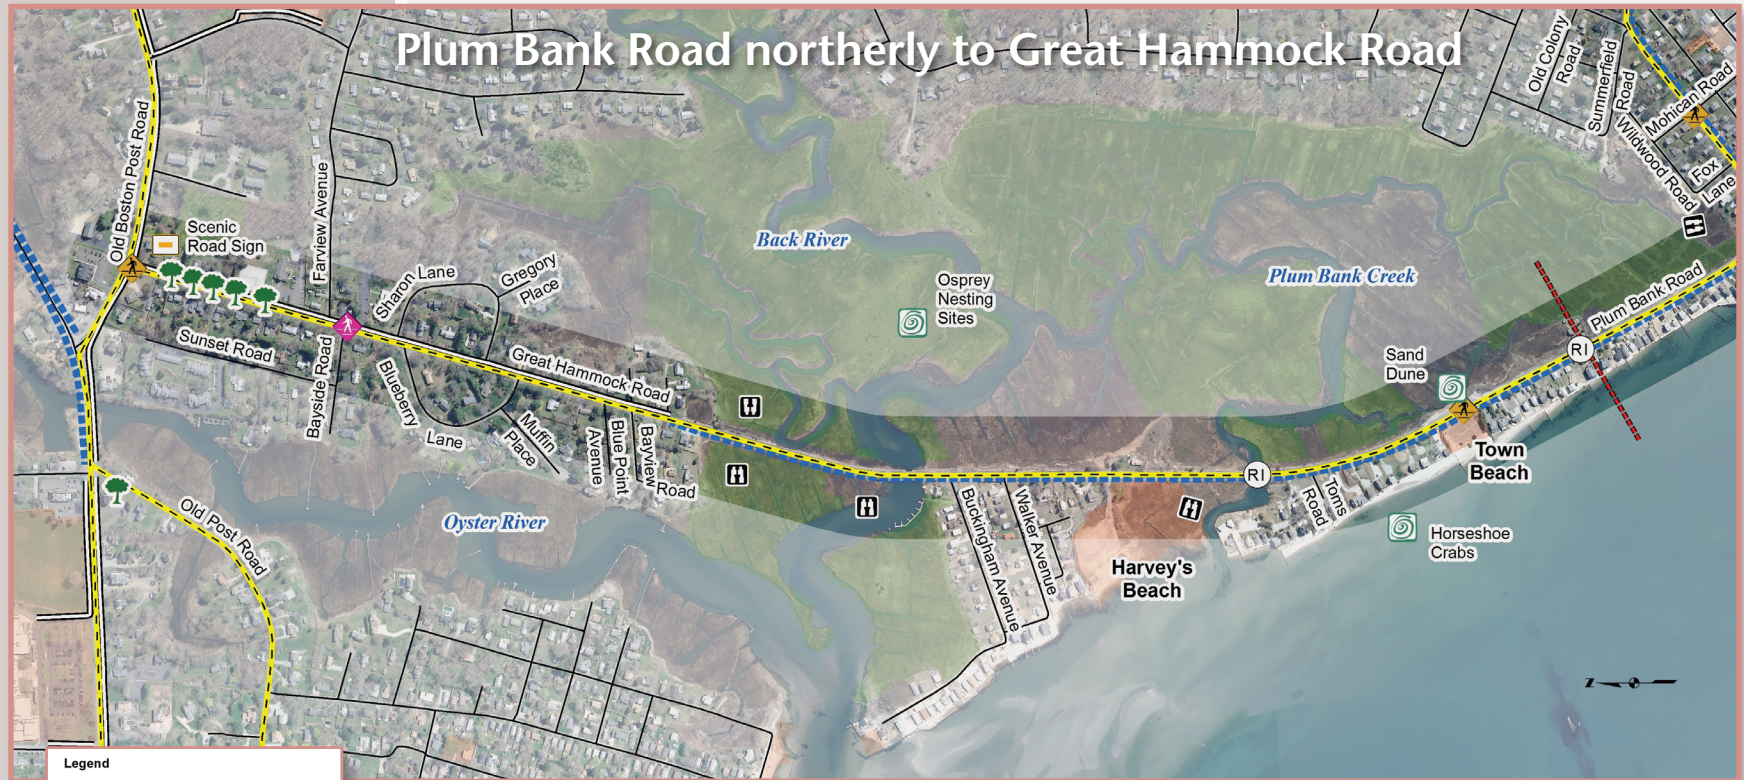 Plum Bank Road northerly to Great Hammock Road
Old Colony
Road
Summerfield
Road
Mohican Road
Wildwood Road
Fox
Lane
Old Boston Post Road
Scenic
Road Sign
Farview Avenue
Sharon Lane
Gregory
Place
Back River
Osprey
Nesting
Sites
Plum Bank Creek
Plum Bank Road
RI
Sand
Dune
Sunset Road
Bayside Road
Great Hammock Road
Blueberry
Lane
Muffin
Place
Blue Point
Avenue
Bayview
Road
Town
Beach
RI
Toms
Road
Buckingham Avenue
Walker Avenue
Old Post Road
Oyster River
Horseshoe
Crabs
Harvey's
Beach
Z
Legend